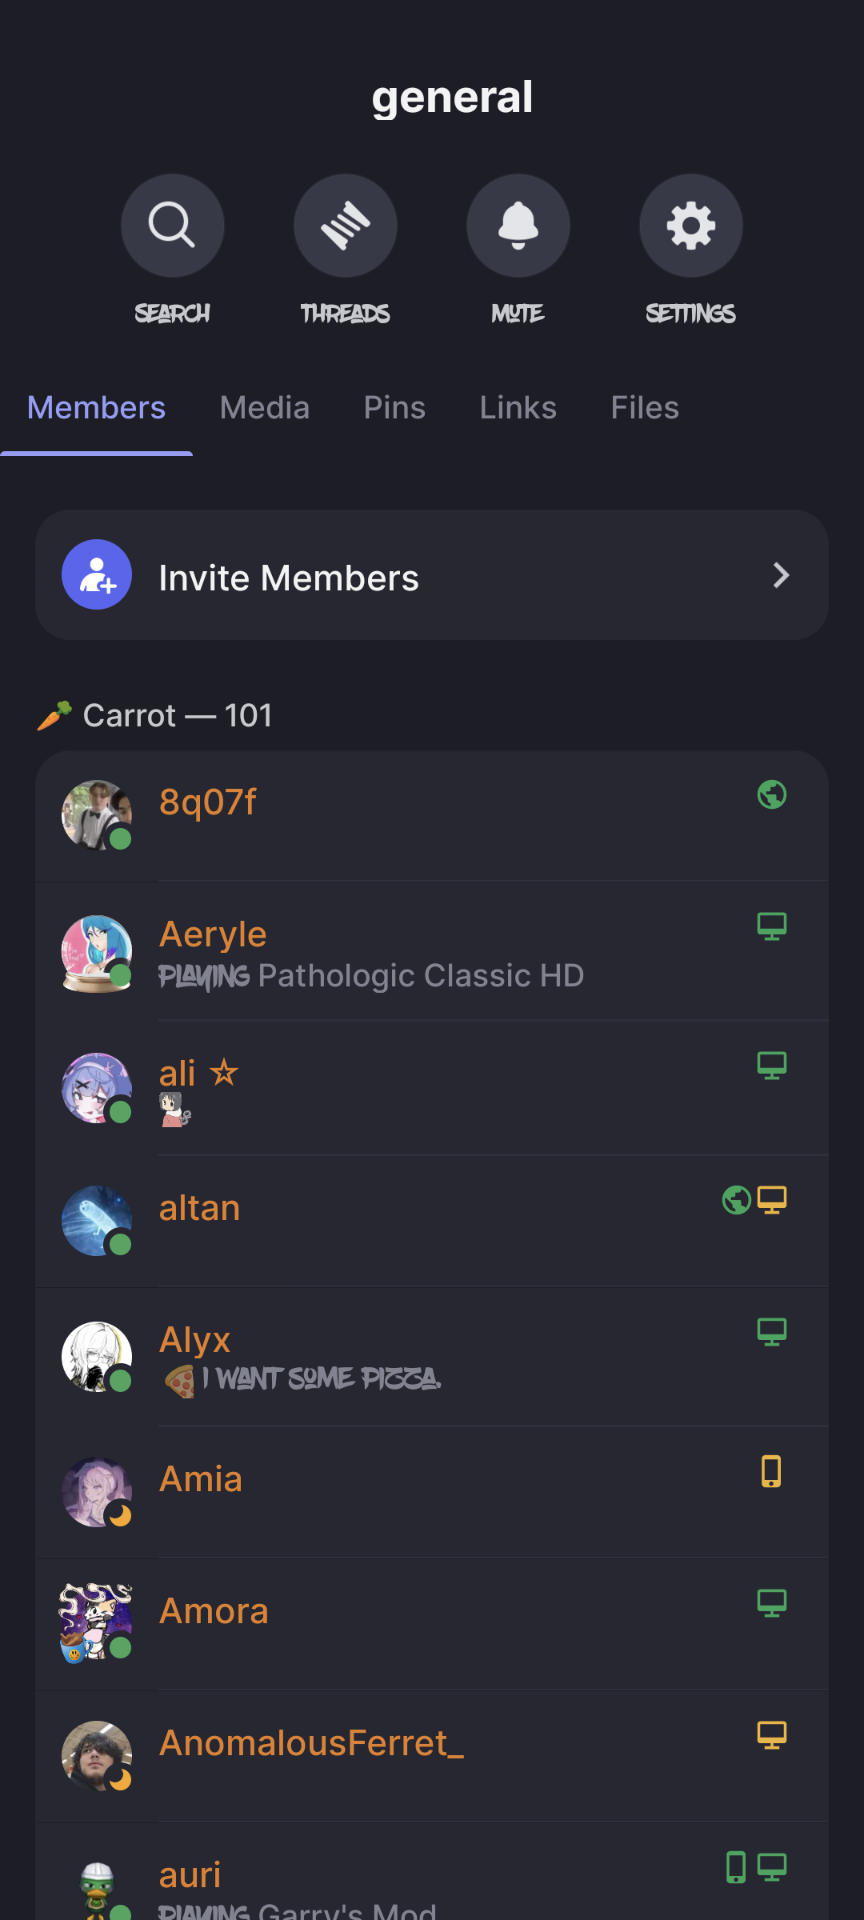 general
SEARCH THREADS MUTE SETTINGS
Members Media Pins Links Files
Invite Members
🥕 Carrot — 101
8q07f
Aeryle
PLAYING Pathologic Classic HD
ali ☆
altan
Alyx
🍕 I WANT SOME PIZZA.
Amia
Amora
AnomalousFerret_
auri
PLAYING Garry's Mod